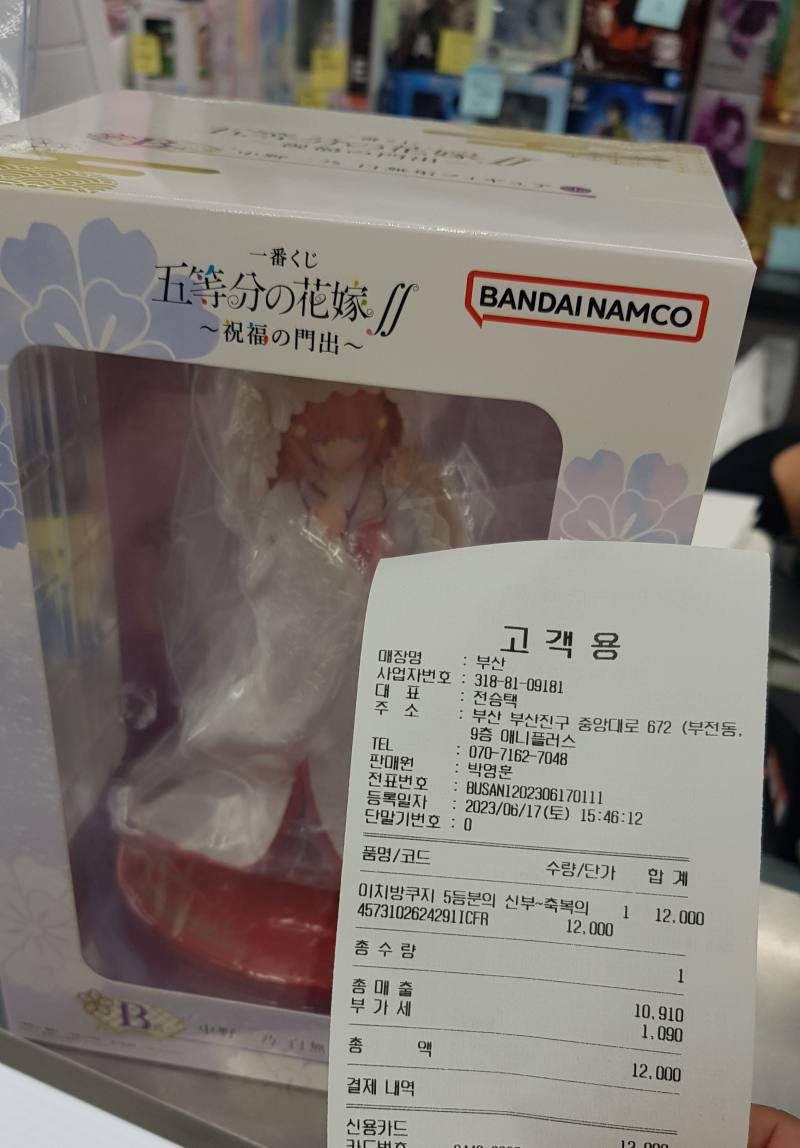 一番くじ
五等分の花嫁∬
～祝福の門出～
BANDAI NAMCO
B
고객용
매장명 : 부산
사업자번호 : 318-81-09181
대 표 : 전승택
주 소 : 부산 부산진구 중앙대로 672 (부전동,
9층 애니플러스
TEL : 070-7162-7048
판매원 : 박영훈
전표번호 : BUSAN1202306170111
등록일자 : 2023/06/17(토) 15:46:12
단말기번호 : 0
품명/코드 수량/단가 합 계
이치방쿠지 5등분의 신부~축복의 1 12,000
4573102624291ICFR 12,000
총 수 량 1
총 매 출 10,910
부 가 세 1,090
총 액 12,000
결제 내역
신용카드
카드번호
B